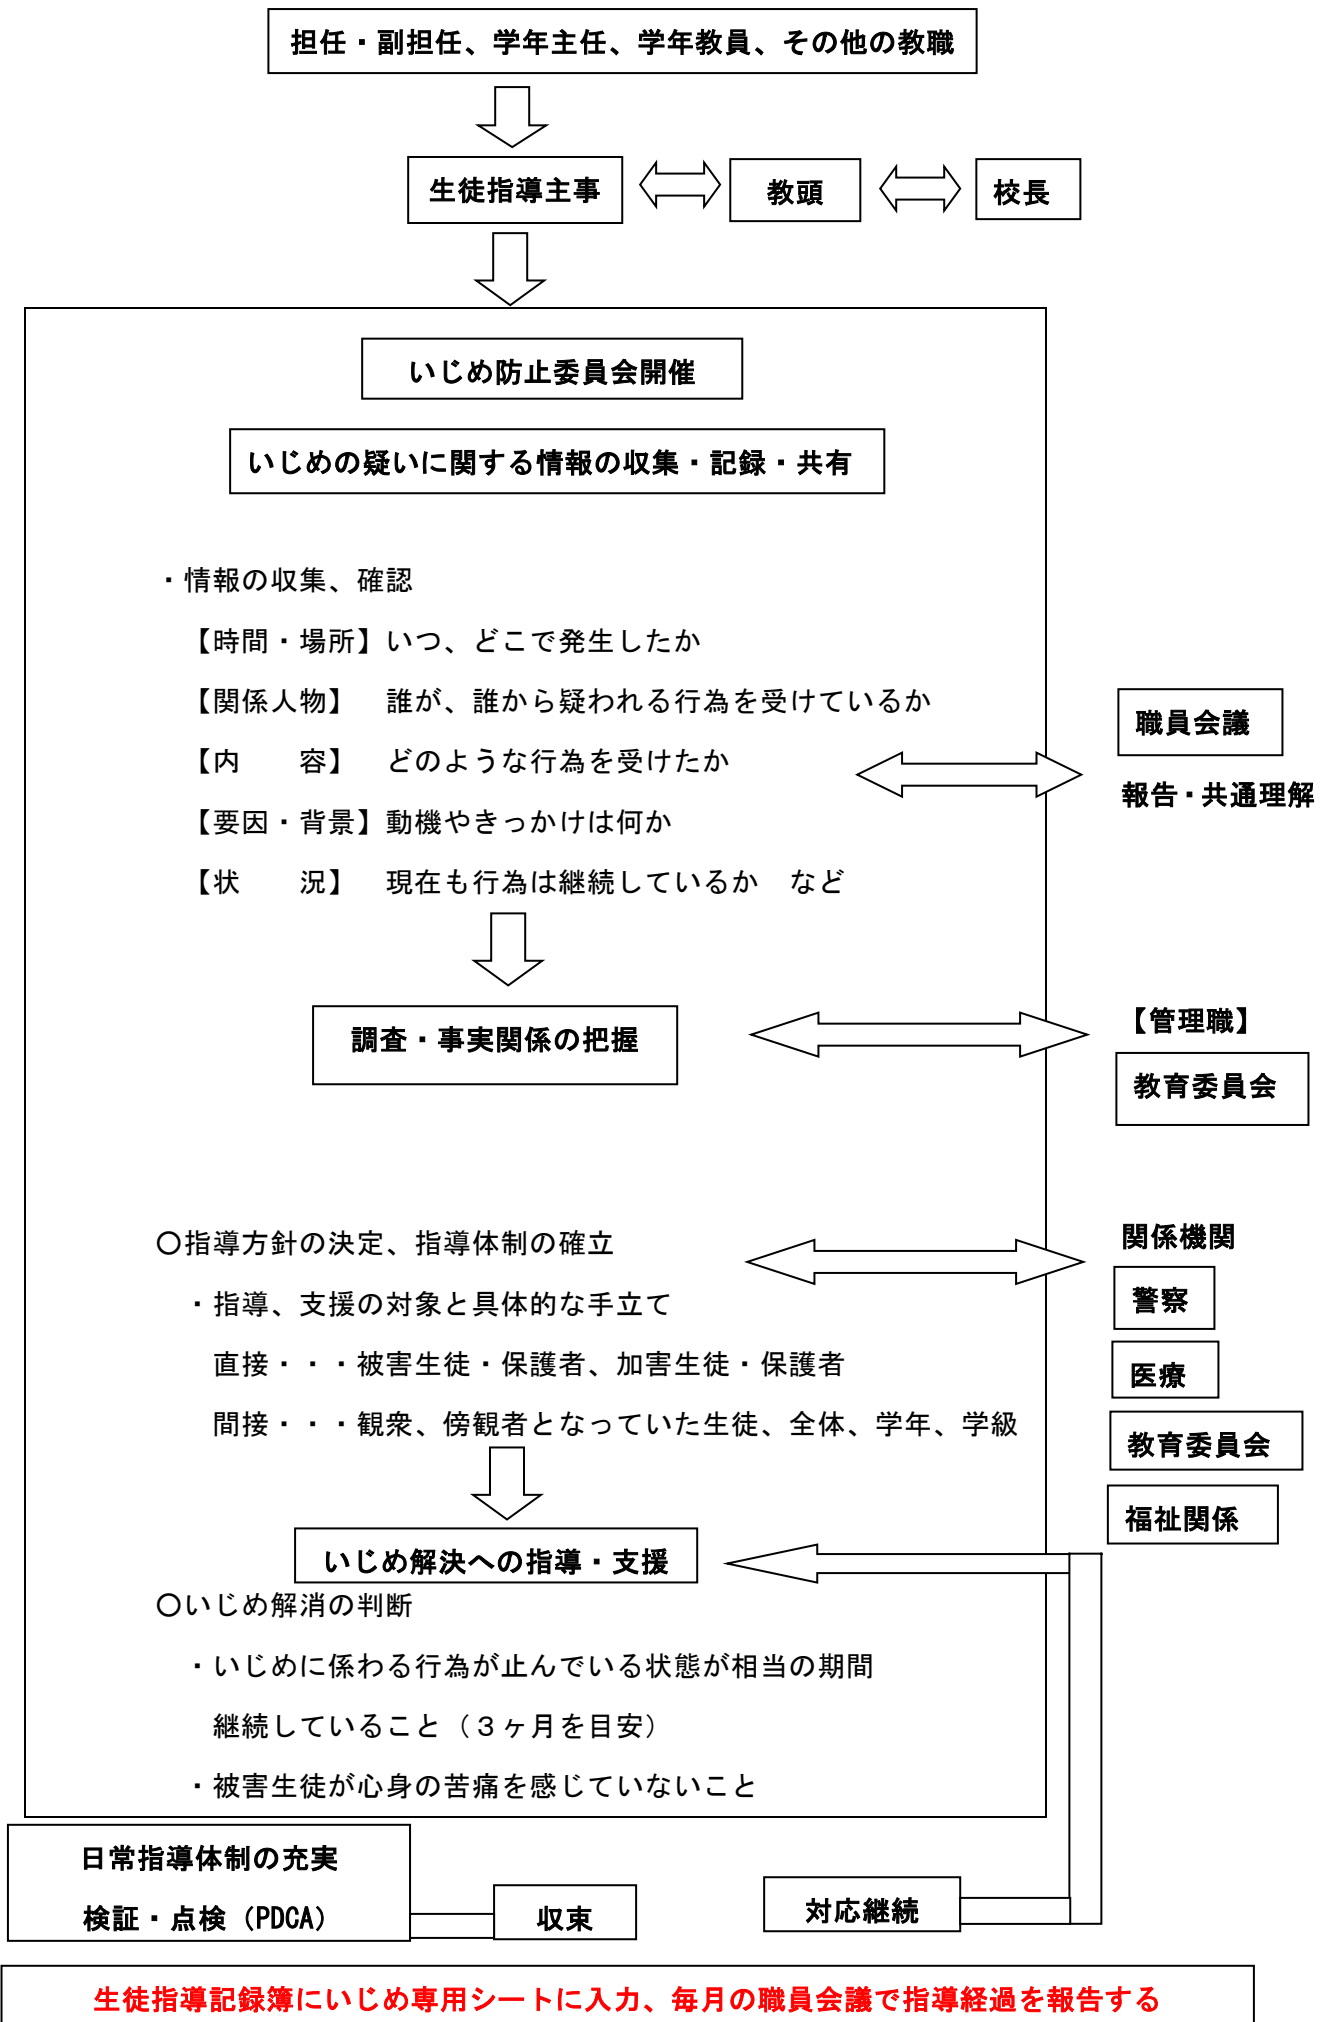 担任・副担任、学年主任、学年教員、その他の教職
生徒指導主事
教頭
校長
いじめ防止委員会開催
いじめの疑いに関する情報の収集・記録・共有
・情報の収集、確認
【時間・場所】いつ、どこで発生したか
【関係人物】　誰が、誰から疑われる行為を受けているか
【内　　容】　どのような行為を受けたか
【要因・背景】動機やきっかけは何か
【状　　況】　現在も行為は継続しているか　など
職員会議
報告・共通理解
調査・事実関係の把握
【管理職】
教育委員会
〇指導方針の決定、指導体制の確立
・指導、支援の対象と具体的な手立て
直接・・・被害生徒・保護者、加害生徒・保護者
間接・・・観衆、傍観者となっていた生徒、全体、学年、学級
関係機関
警察
医療
教育委員会
福祉関係
いじめ解決への指導・支援
〇いじめ解消の判断
・いじめに係わる行為が止んでいる状態が相当の期間
継続していること（３ヶ月を目安）
・被害生徒が心身の苦痛を感じていないこと
日常指導体制の充実
検証・点検（PDCA）
収束
対応継続
生徒指導記録簿にいじめ専用シートに入力、毎月の職員会議で指導経過を報告する